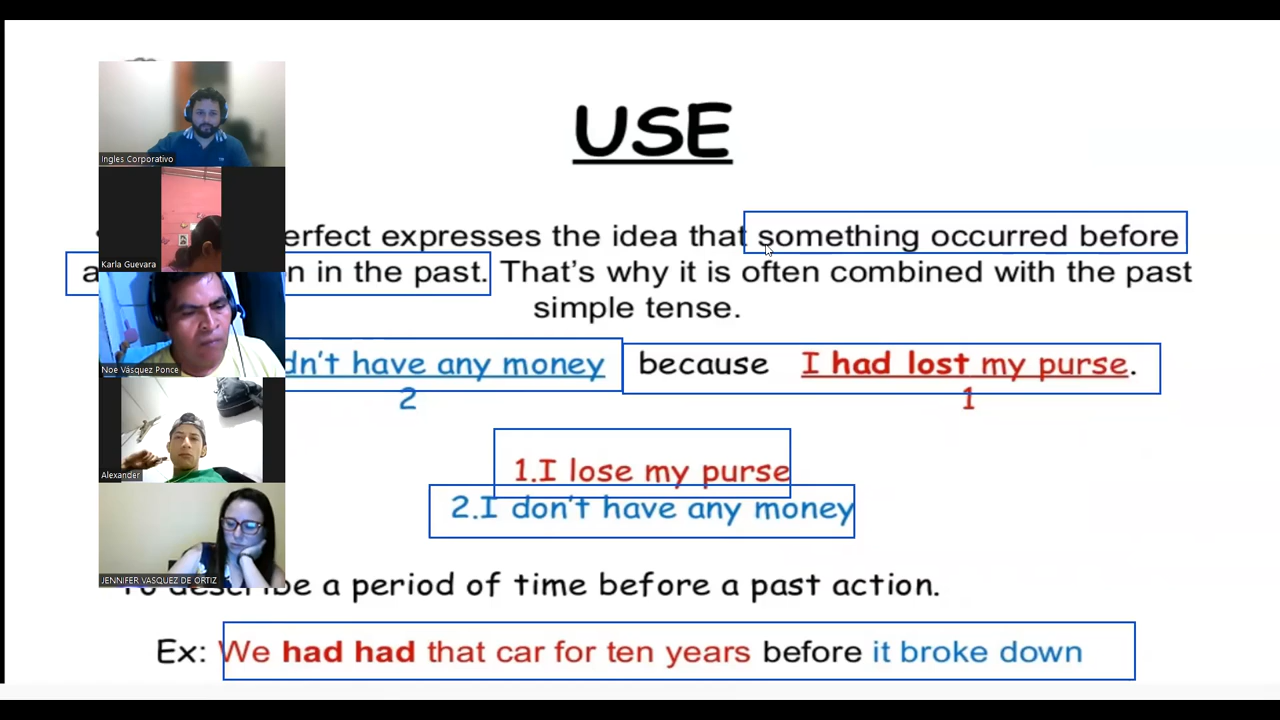 USE
Ingles Corporativo
Karla Guevara
Noe Vásquez Ponce
Alexander
JENNIFER VASQUEZ DE ORTIZ
expresses the idea that something occurred before
in the past. That's why it is often combined with the past
simple tense.
have any money because I had lost my purse.
2 1
1.I lose my purse
2.I don't have any money
be a period of time before a past action.
Ex: We had had that car for ten years before it broke down